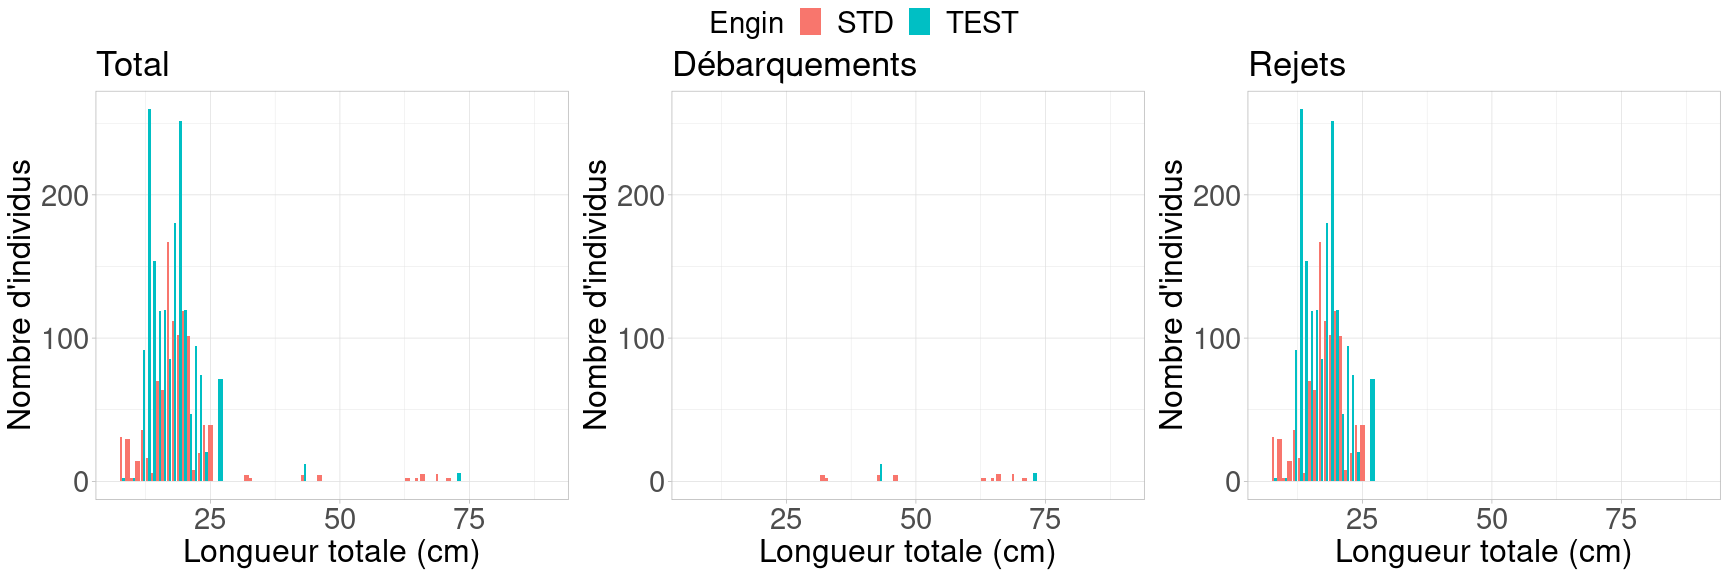 Engin STD TEST
Total
Débarquements
Rejets
Nombre d'individus
200
100
0
25 50 75
Longueur totale (cm)
Nombre d'individus
200
100
0
25 50 75
Longueur totale (cm)
Nombre d'individus
200
100
0
25 50 75
Longueur totale (cm)